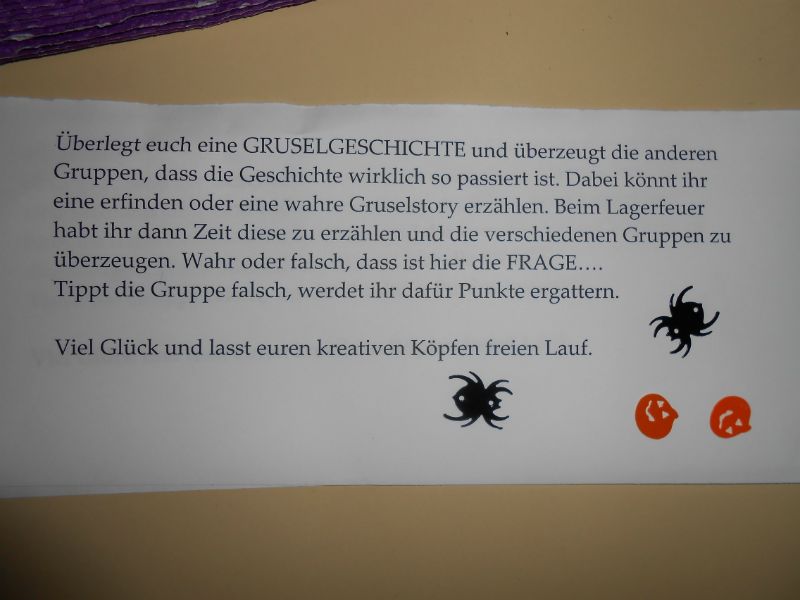 Überlegt euch eine GRUSELGESCHICHTE und überzeugt die anderen
Gruppen, dass die Geschichte wirklich so passiert ist. Dabei könnt ihr
eine erfinden oder eine wahre Gruselstory erzählen. Beim Lagerfeuer
habt ihr dann Zeit diese zu erzählen und die verschiedenen Gruppen zu
überzeugen. Wahr oder falsch, dass ist hier die FRAGE….
Tippt die Gruppe falsch, werdet ihr dafür Punkte ergattern.
Viel Glück und lasst euren kreativen Köpfen freien Lauf.